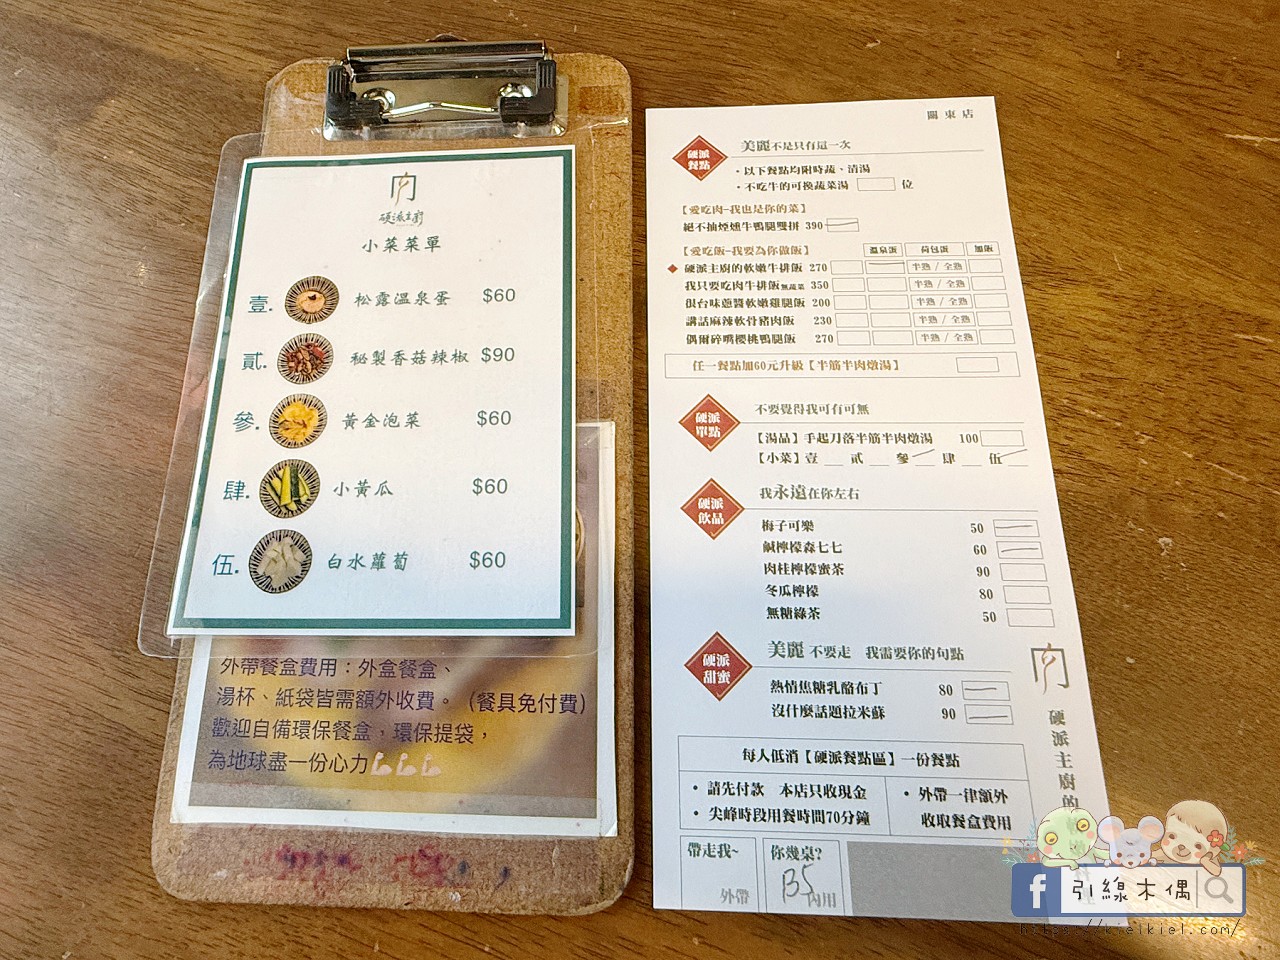 肉
硬派主廚
小菜菜單
壹. 松露溫泉蛋 $60
貳. 秘製香菇辣椒 $90
參. 黃金泡菜 $60
肆. 小黃瓜 $60
伍. 白水蘿蔔 $60
外帶餐盒費用：外盒餐盒、
湯杯、紙袋皆需額外收費。（餐具免付費）
歡迎自備環保餐盒，環保提袋，
為地球盡一份心力💪💪💪
關東店
硬派餐點
美麗不是只有這一次
・以下餐點均附時蔬、清湯
・不吃牛的可換蔬菜湯 位
【愛吃肉-我也是你的菜】
絕不抽煙燻牛鴨腿雙拼 390
【愛吃飯-我要為你做飯】 溫泉蛋 荷包蛋 加飯
◆ 硬派主廚的軟嫩牛排飯 270 半熟 / 全熟
我只要吃肉牛排飯無蔬菜 350 半熟 / 全熟
俱台味蔥醬軟嫩雞腿飯 200 半熟 / 全熟
講話麻辣軟骨豬肉飯 230 半熟 / 全熟
偶爾碎嘴櫻桃鴨腿飯 270 半熟 / 全熟
任一餐點加60元升級【半筋半肉燉湯】
硬派單點
不要覺得我可有可無
【湯品】手起刀落半筋半肉燉湯 100
【小菜】壹 貳 參 肆 伍
硬派飲品
我永遠在你左右
梅子可樂 50
鹹檸檬森七七 60
肉桂檸檬蜜茶 90
冬瓜檸檬 80
無糖綠茶 50
硬派甜蜜
美麗 不要走 我需要你的句點
熱情焦糖乳酪布丁 80
沒什麼話題拉米蘇 90
每人低消【硬派餐點區】一份餐點
・請先付款 本店只收現金
・尖峰時段用餐時間70分鐘
・外帶一律額外
收取餐盒費用
帶走我~
外帶
你幾桌?
B5
內用
肉
硬派主廚的
f 引線木偶
https://kieikiel.com/